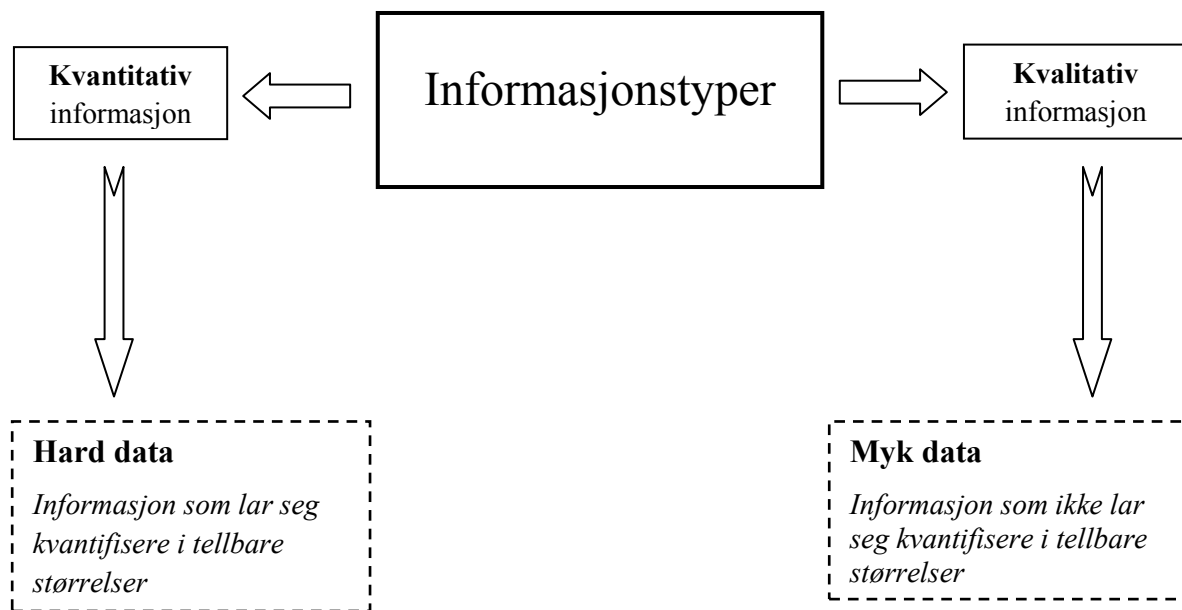 Informasjonstyper
Kvantitativ
informasjon
Kvalitativ
informasjon
Hard data
Informasjon som lar seg
kvantifisere i tellbare
størrelser
Myk data
Informasjon som ikke lar
seg kvantifisere i tellbare
størrelser